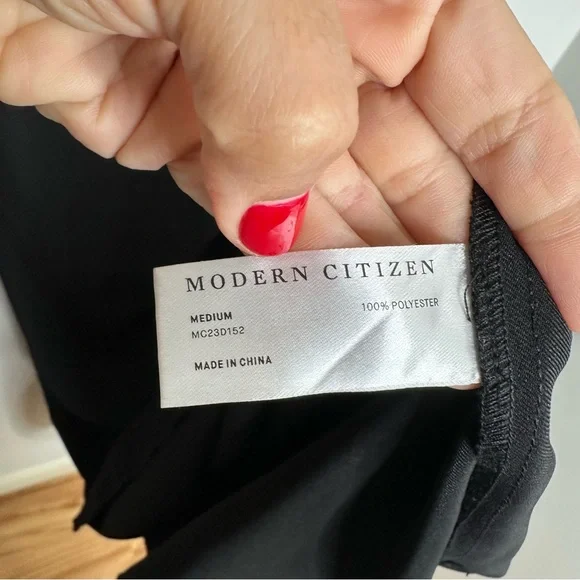 MODERN CITIZEN
MEDIUM
100% POLYESTER
MC23D152
MADE IN CHINA